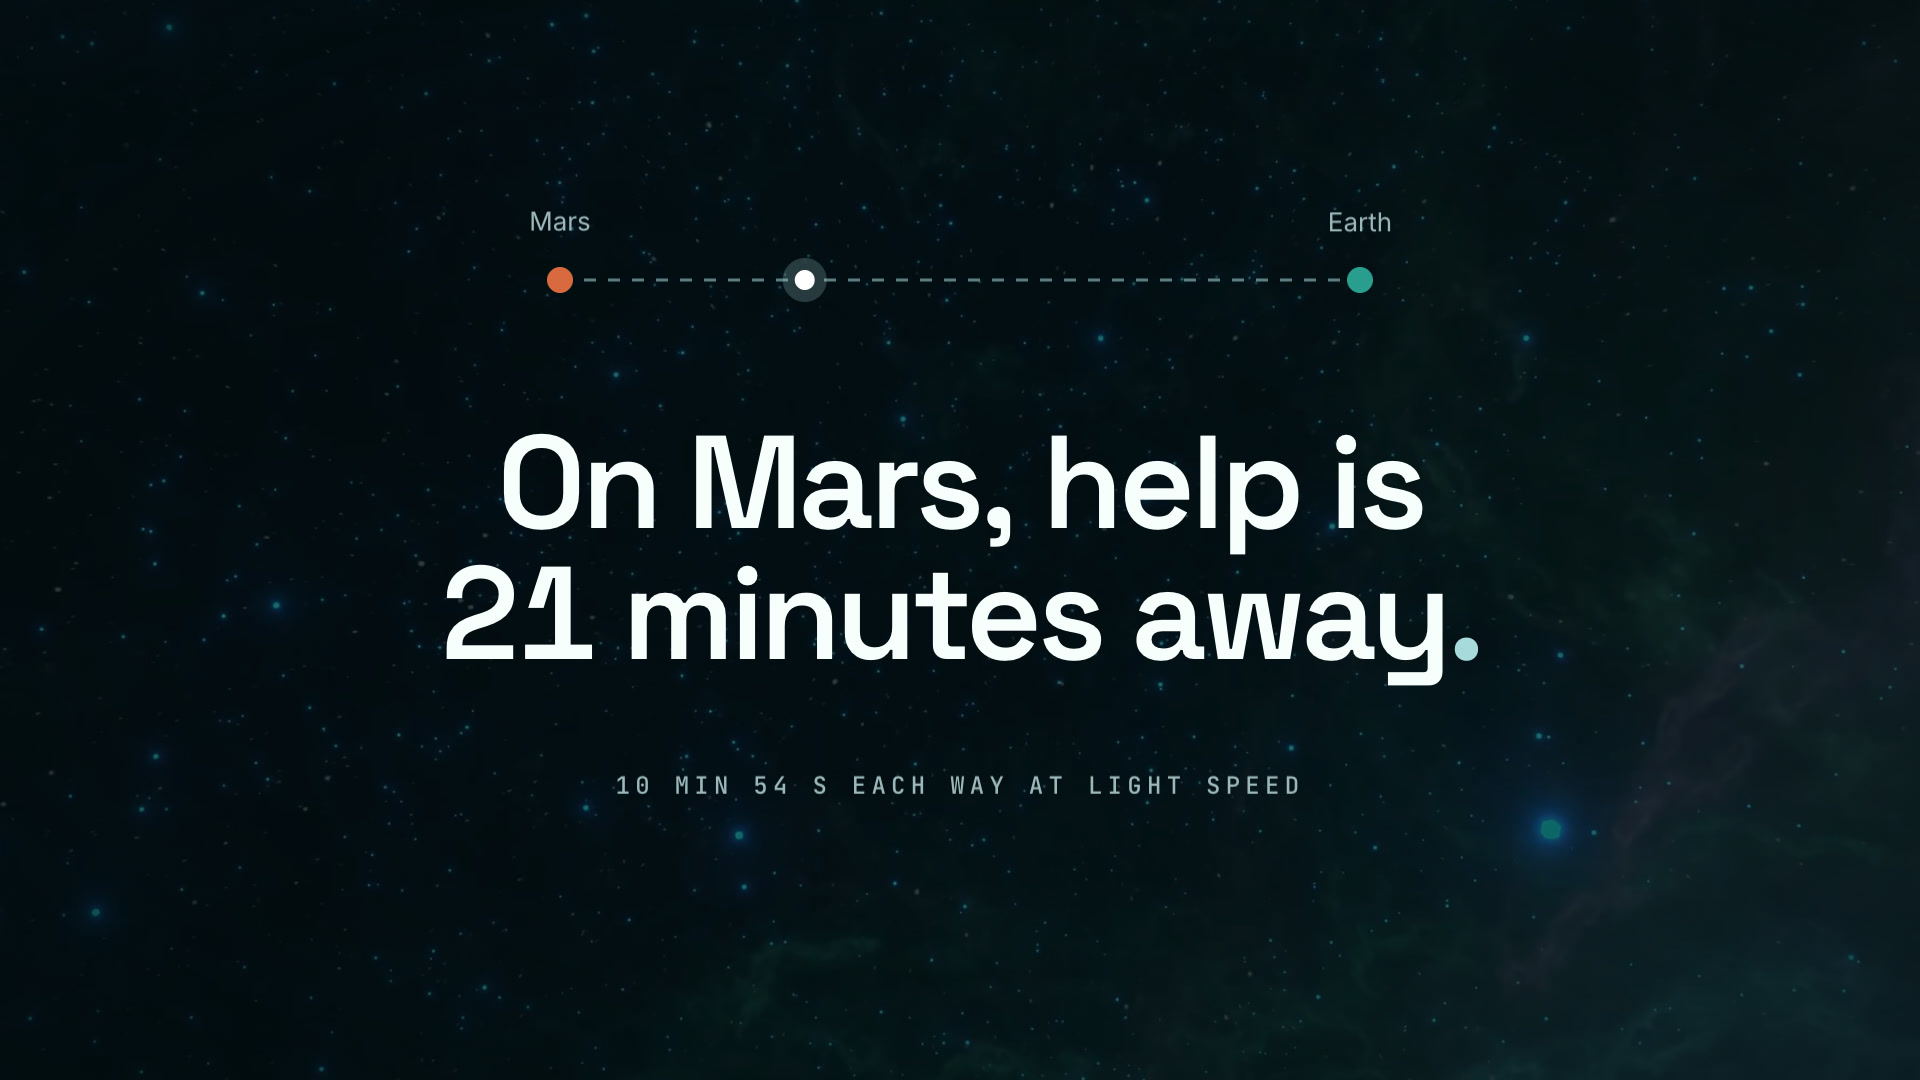 Mars
Earth
On Mars, help is
21 minutes away.
10 MIN 54 S EACH WAY AT LIGHT SPEED